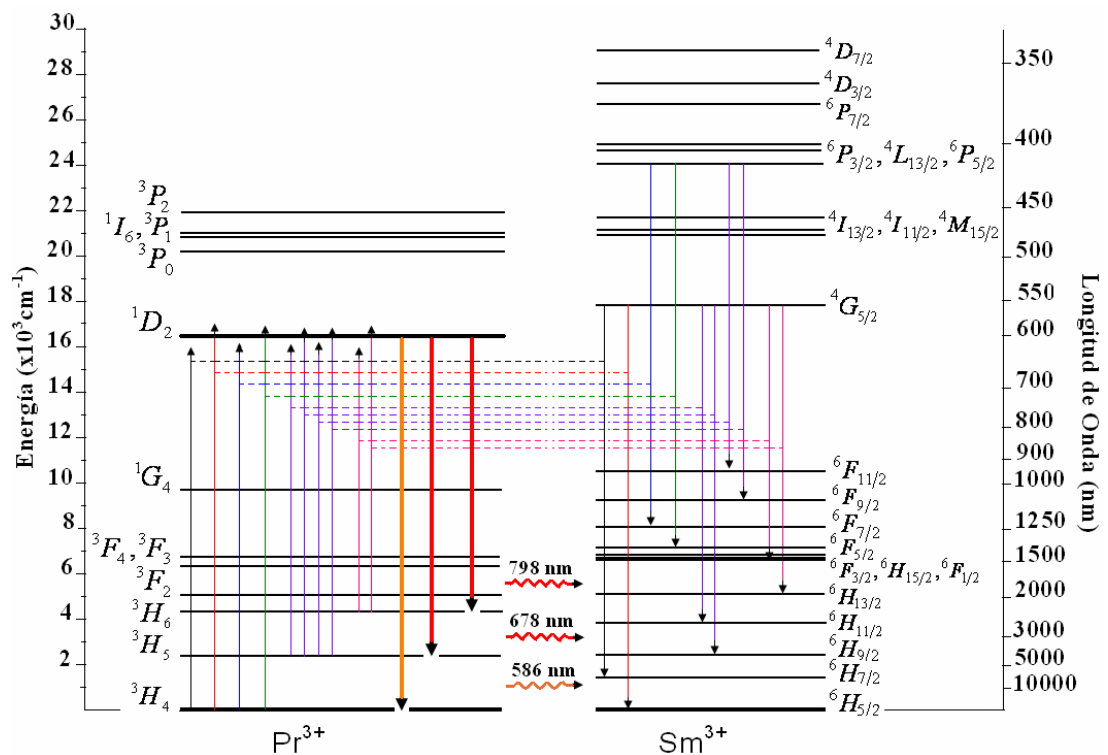 Energía (x10³cm⁻¹)
30
28
26
24
22
20
18
16
14
12
10
8
6
4
2
³P₂
¹I₆,³P₁
³P₀
¹D₂
¹G₄
³F₄,³F₃
³F₂
³H₆
³H₅
³H₄
Pr³⁺
798 nm
678 nm
586 nm
⁴D₇/₂
⁴D₃/₂
⁶P₇/₂
⁶P₃/₂,⁴L₁₃/₂,⁶P₅/₂
⁴I₁₃/₂,⁴I₁₁/₂,⁴M₁₅/₂
⁴G₅/₂
⁶F₁₁/₂
⁶F₉/₂
⁶F₇/₂
⁶F₅/₂
⁶F₃/₂,⁶H₁₅/₂,⁶F₁/₂
⁶H₁₃/₂
⁶H₁₁/₂
⁶H₉/₂
⁶H₇/₂
⁶H₅/₂
Sm³⁺
350
400
450
500
550
600
700
800
900
1000
1250
1500
2000
3000
5000
10000
Longitud de Onda (nm)